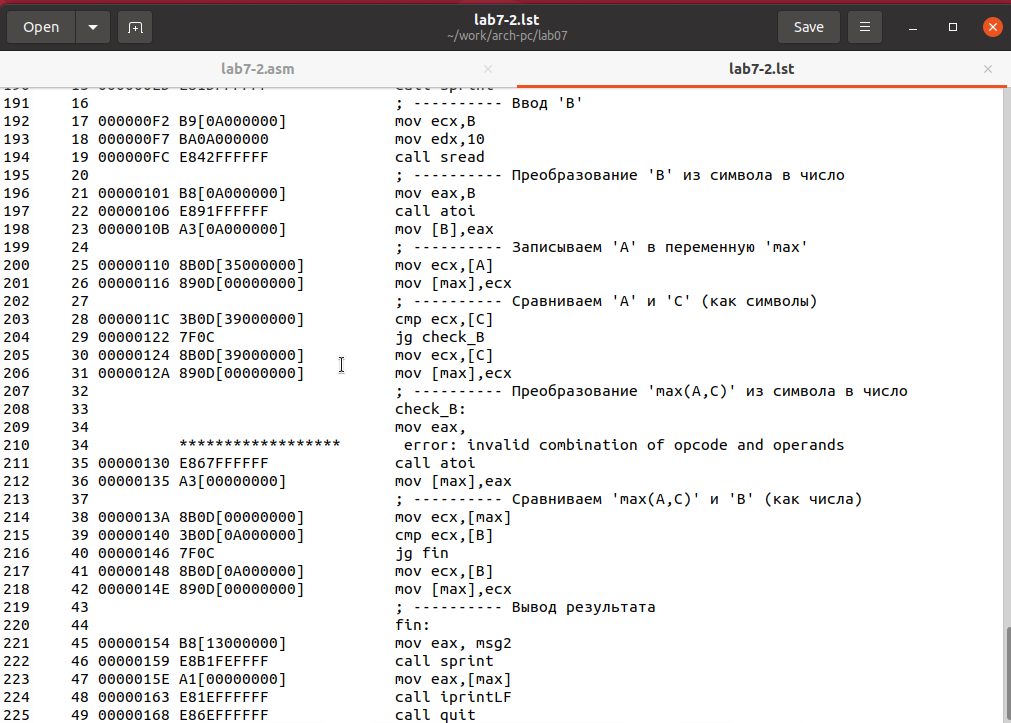 Open
lab7-2.lst
~/work/arch-pc/lab07
Save
lab7-2.asm
lab7-2.lst
191 16 ; ---------- Ввод 'B'
192 17 000000F2 B9[0A000000] mov ecx,B
193 18 000000F7 BA0A000000 mov edx,10
194 19 000000FC E842FFFFFF call sread
195 20 ; ---------- Преобразование 'B' из символа в число
196 21 00000101 B8[0A000000] mov eax,B
197 22 00000106 E891FFFFFF call atoi
198 23 0000010B A3[0A000000] mov [B],eax
199 24 ; ---------- Записываем 'A' в переменную 'max'
200 25 00000110 8B0D[35000000] mov ecx,[A]
201 26 00000116 890D[00000000] mov [max],ecx
202 27 ; ---------- Сравниваем 'A' и 'C' (как символы)
203 28 0000011C 3B0D[39000000] cmp ecx,[C]
204 29 00000122 7F0C jg check_B
205 30 00000124 8B0D[39000000] mov ecx,[C]
206 31 0000012A 890D[00000000] mov [max],ecx
207 32 ; ---------- Преобразование 'max(A,C)' из символа в число
208 33 check_B:
209 34 mov eax,
210 34 ****************** error: invalid combination of opcode and operands
211 35 00000130 E867FFFFFF call atoi
212 36 00000135 A3[00000000] mov [max],eax
213 37 ; ---------- Сравниваем 'max(A,C)' и 'B' (как числа)
214 38 0000013A 8B0D[00000000] mov ecx,[max]
215 39 00000140 3B0D[0A000000] cmp ecx,[B]
216 40 00000146 7F0C jg fin
217 41 00000148 8B0D[0A000000] mov ecx,[B]
218 42 0000014E 890D[00000000] mov [max],ecx
219 43 ; ---------- Вывод результата
220 44 fin:
221 45 00000154 B8[13000000] mov eax, msg2
222 46 00000159 E8B1FEFFFF call sprint
223 47 0000015E A1[00000000] mov eax,[max]
224 48 00000163 E81EFFFFFF call iprintLF
225 49 00000168 E86EFFFFFF call quit